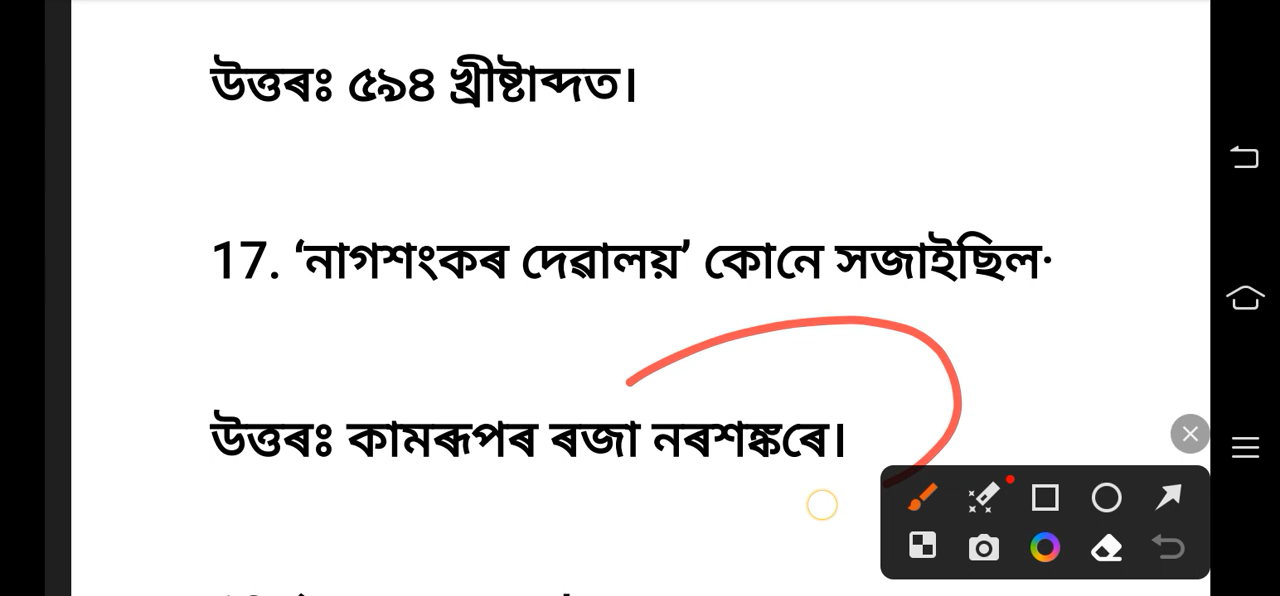 উত্তৰঃ ৫৯৪ খ্ৰীষ্টাব্দত।
17. ‘নাগশংকৰ দেৱালয়’ কোনে সজাইছিল·
উত্তৰঃ কামৰূপৰ ৰজা নৰশঙ্কৰে।